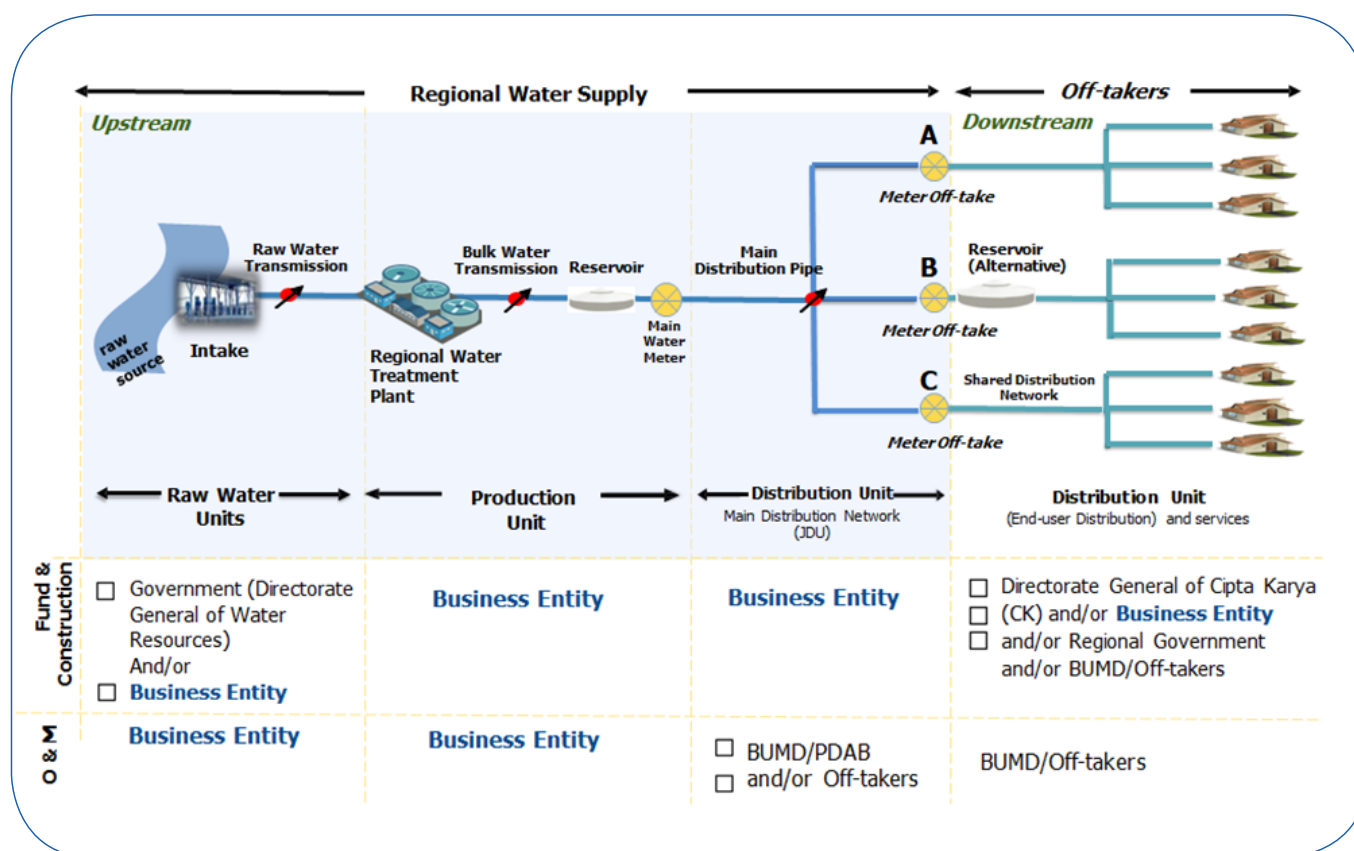 Regional Water Supply
Off-takers
Upstream
Downstream
A
Meter Off-take
Raw Water
Transmission
Bulk Water
Transmission
Reservoir
Main
Distribution Pipe
B
Reservoir
(Alternative)
Meter Off-take
raw
water
source
Intake
Regional Water
Treatment
Plant
Main
Water
Meter
C
Shared Distribution
Network
Meter Off-take
Raw Water
Units
Production
Unit
Distribution Unit
Main Distribution Network
(JDU)
Distribution Unit
(End-user Distribution) and services
Fund &
Construction
Government (Directorate
General of Water
Resources)
And/or
Business Entity
Business Entity
Business Entity
Directorate General of Cipta Karya
(CK) and/or Business Entity
and/or Regional Government
and/or BUMD/Off-takers
O & M
Business Entity
Business Entity
BUMD/PDAB
and/or Off-takers
BUMD/Off-takers